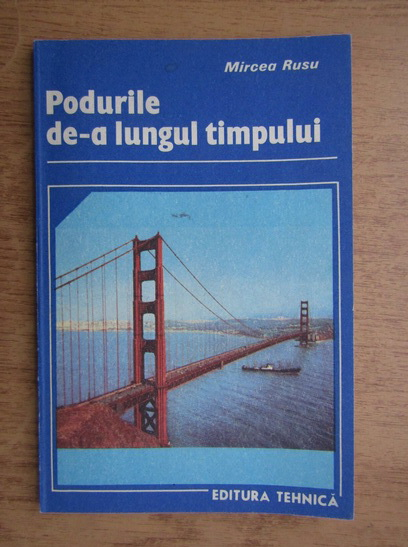 Mircea Rusu
Podurile
de-a lungul timpului
EDITURA TEHNICĂ